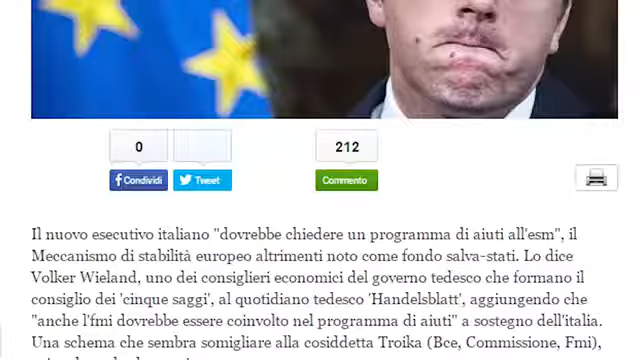 0
212
Condividi
Tweet
Commento
Il nuovo esecutivo italiano "dovrebbe chiedere un programma di aiuti all'esm", il
Meccanismo di stabilità europeo altrimenti noto come fondo salva-stati. Lo dice
Volker Wieland, uno dei consiglieri economici del governo tedesco che formano il
consiglio dei 'cinque saggi', al quotidiano tedesco 'Handelsblatt', aggiungendo che
"anche l'fmi dovrebbe essere coinvolto nel programma di aiuti" a sostegno dell'italia.
Una schema che sembra somigliare alla cosiddetta Troika (Bce, Commissione, Fmi),